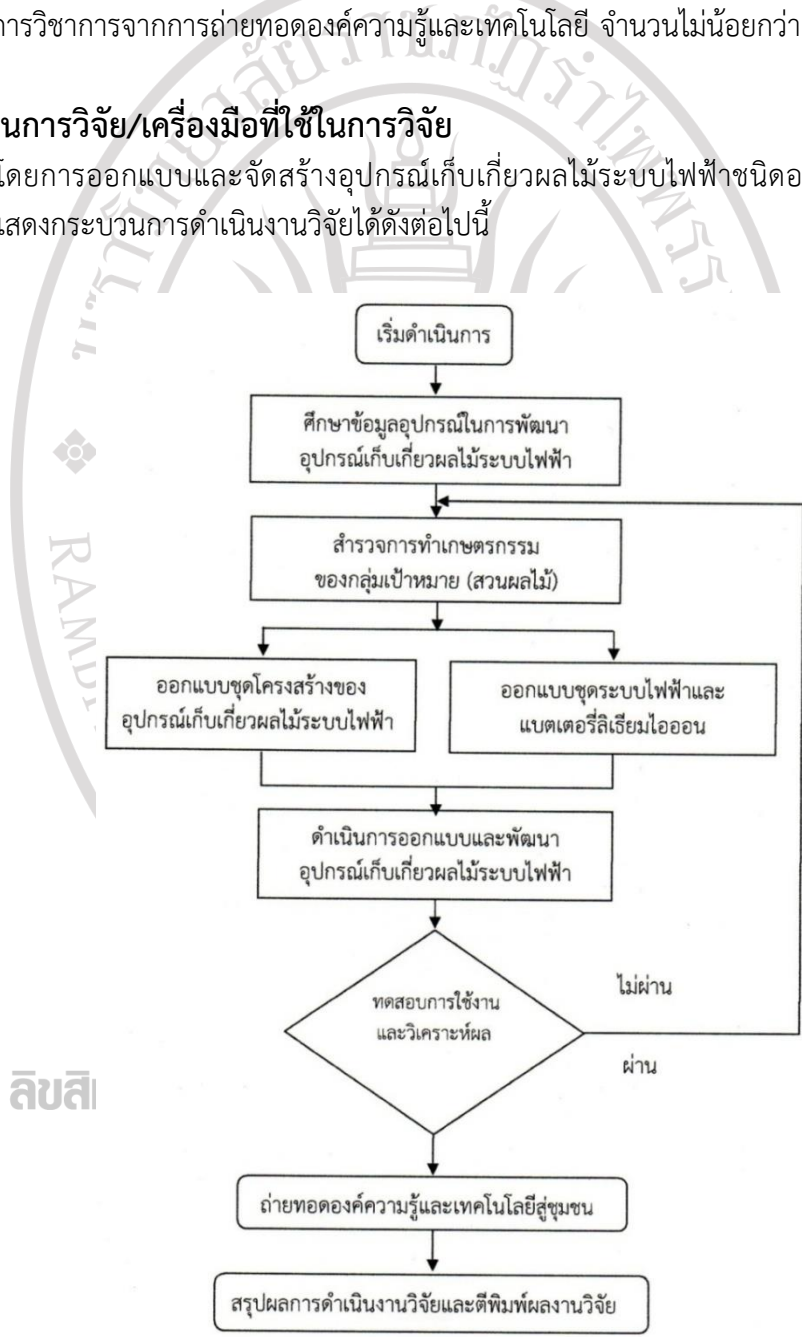 การวิชาการจากการถ่ายทอดองค์ความรู้และเทคโนโลยี จำนวนไม่น้อยกว่า
นการวิจัย/เครื่องมือที่ใช้ในการวิจัย
โดยการออกแบบและจัดสร้างอุปกรณ์เก็บเกี่ยวผลไม้ระบบไฟฟ้าชนิดอ
แสดงกระบวนการดำเนินงานวิจัยได้ดังต่อไปนี้
เริ่มดำเนินการ
ศึกษาข้อมูลอุปกรณ์ในการพัฒนา
อุปกรณ์เก็บเกี่ยวผลไม้ระบบไฟฟ้า
สำรวจการทำเกษตรกรรม
ของกลุ่มเป้าหมาย (สวนผลไม้)
ออกแบบชุดโครงสร้างของ
อุปกรณ์เก็บเกี่ยวผลไม้ระบบไฟฟ้า
ออกแบบชุดระบบไฟฟ้าและ
แบตเตอรี่ลิเธียมไอออน
ดำเนินการออกแบบและพัฒนา
อุปกรณ์เก็บเกี่ยวผลไม้ระบบไฟฟ้า
ทดสอบการใช้งาน
และวิเคราะห์ผล
ไม่ผ่าน
ผ่าน
ลิขสิ
ถ่ายทอดองค์ความรู้และเทคโนโลยีสู่ชุมชน
สรุปผลการดำเนินงานวิจัยและตีพิมพ์ผลงานวิจัย